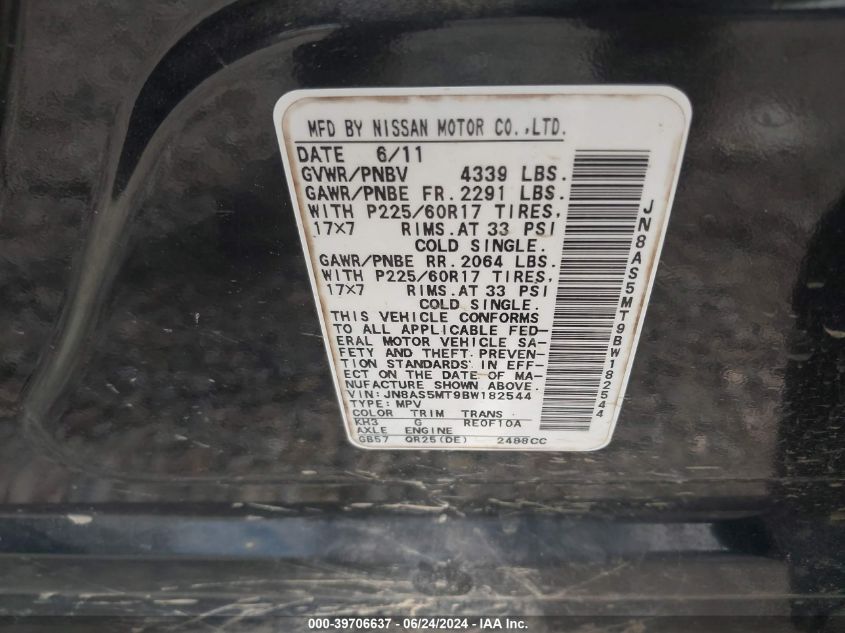 MFD BY NISSAN MOTOR CO.,LTD.
DATE 6/11
GVWR/PNBV 4339 LBS.
GAWR/PNBE FR. 2291 LBS.
WITH P225/60R17 TIRES,
17X7 RIMS.AT 33 PSI
COLD SINGLE.
GAWR/PNBE RR. 2064 LBS.
WITH P225/60R17 TIRES,
17X7 RIMS.AT 33 PSI
COLD SINGLE.
THIS VEHICLE CONFORMS
TO ALL APPLICABLE FED-
ERAL MOTOR VEHICLE SA-
FETY AND THEFT PREVEN-
TION STANDARDS IN EFF-
ECT ON THE DATE OF MA-
NUFACTURE SHOWN ABOVE.
VIN: JN8AS5MT9BW182544
TYPE: MPV
COLOR TRIM TRANS
KH3 G RE0F10A
AXLE ENGINE
GB57 QR25(DE) 2488CC
JN8AS5MT9BW182544
000-39706637 - 06/24/2024 - IAA Inc.